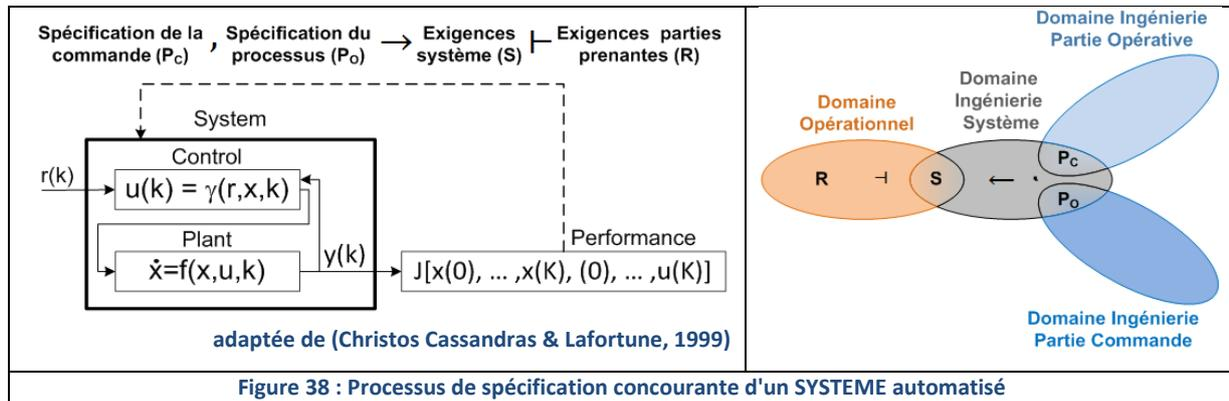 Spécification de la commande (PC) , Spécification du processus (PO) → Exigences système (S) ⊢ Exigences parties prenantes (R)
System
Control
r(k)
u(k) = γ(r,x,k)
Plant
ẋ=f(x,u,k)
y(k)
Performance
J[x(0), ... ,x(K), (0), ... ,u(K)]
adaptée de (Christos Cassandras & Lafortune, 1999)
Domaine Ingénierie
Partie Opérative
Domaine
Ingénierie
Système
Domaine
Opérationnel
R ⊣ S ← ,
PC
PO
Domaine Ingénierie
Partie Commande
Figure 38 : Processus de spécification concourante d'un SYSTEME automatisé